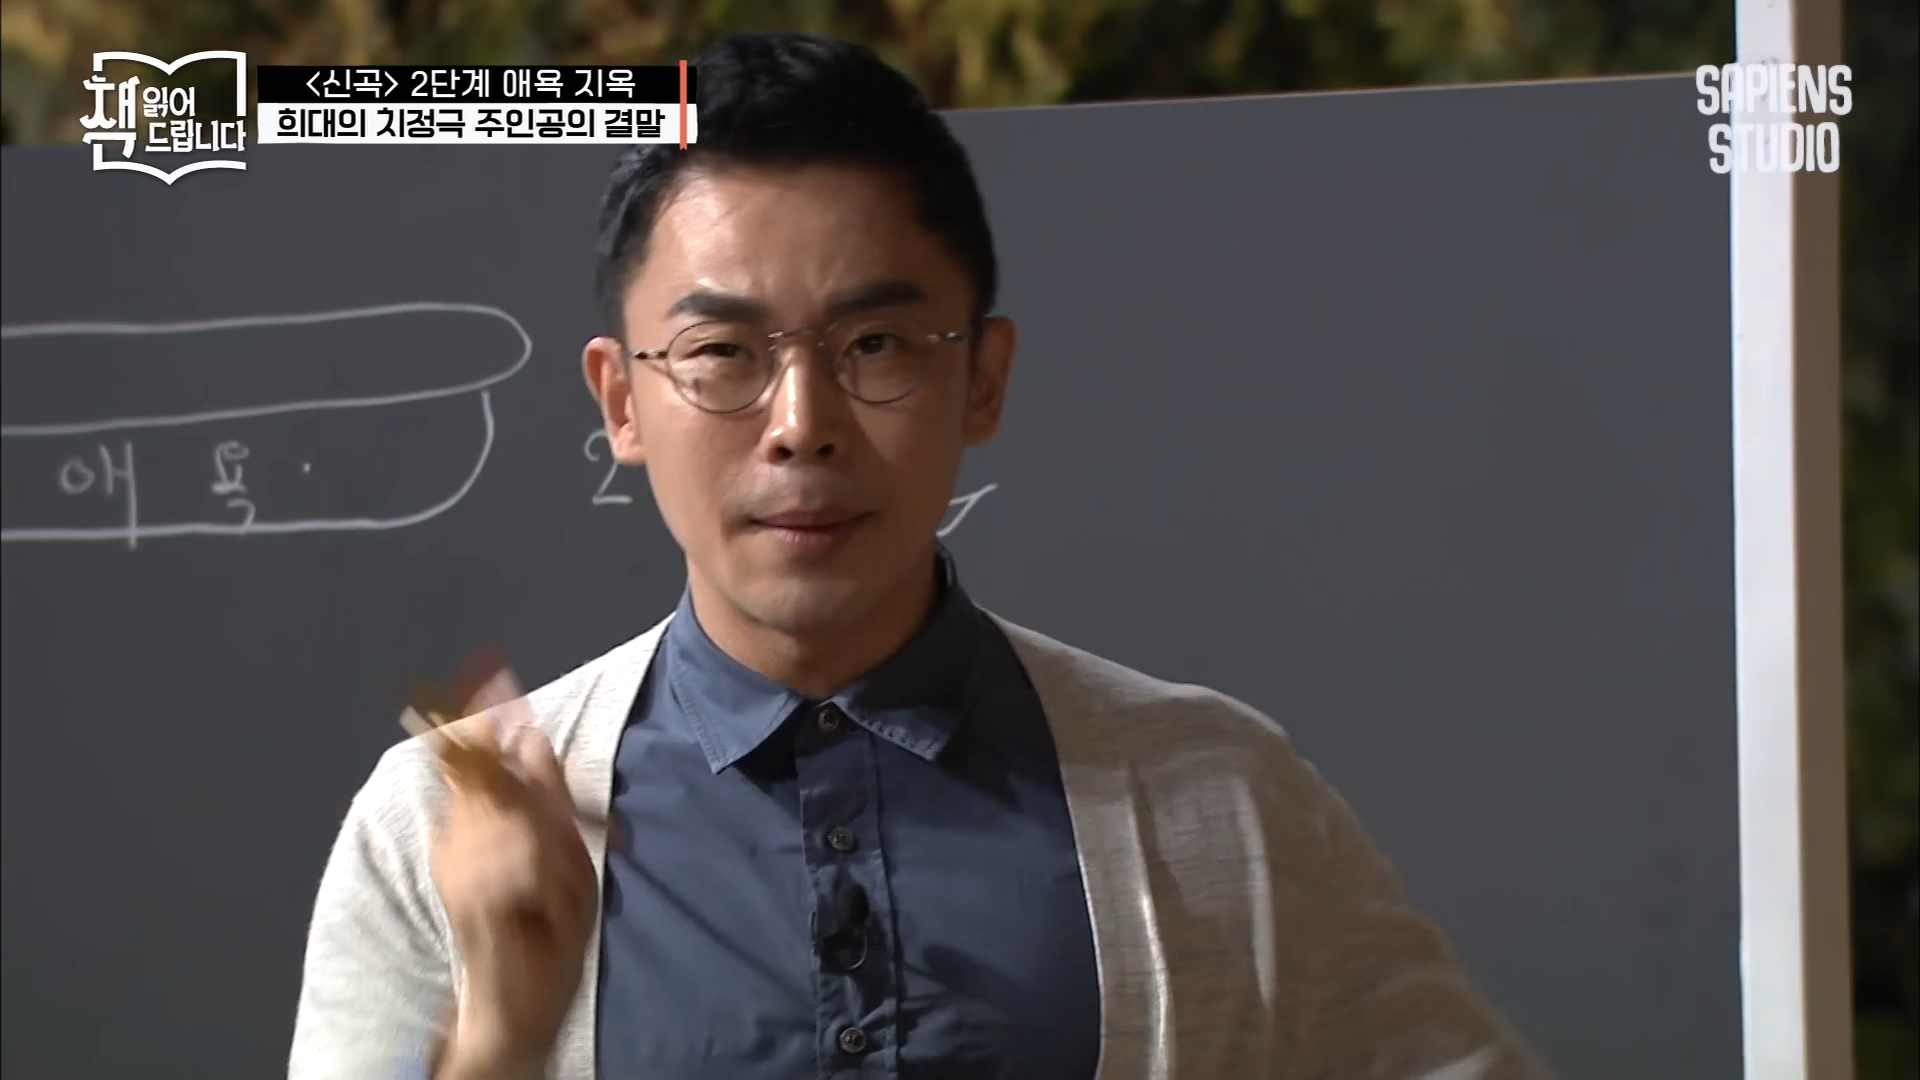 책 읽어
드립니다
<신곡> 2단계 애욕 지옥
희대의 치정극 주인공의 결말
SAPIENS
STUDIO
애욕.
2